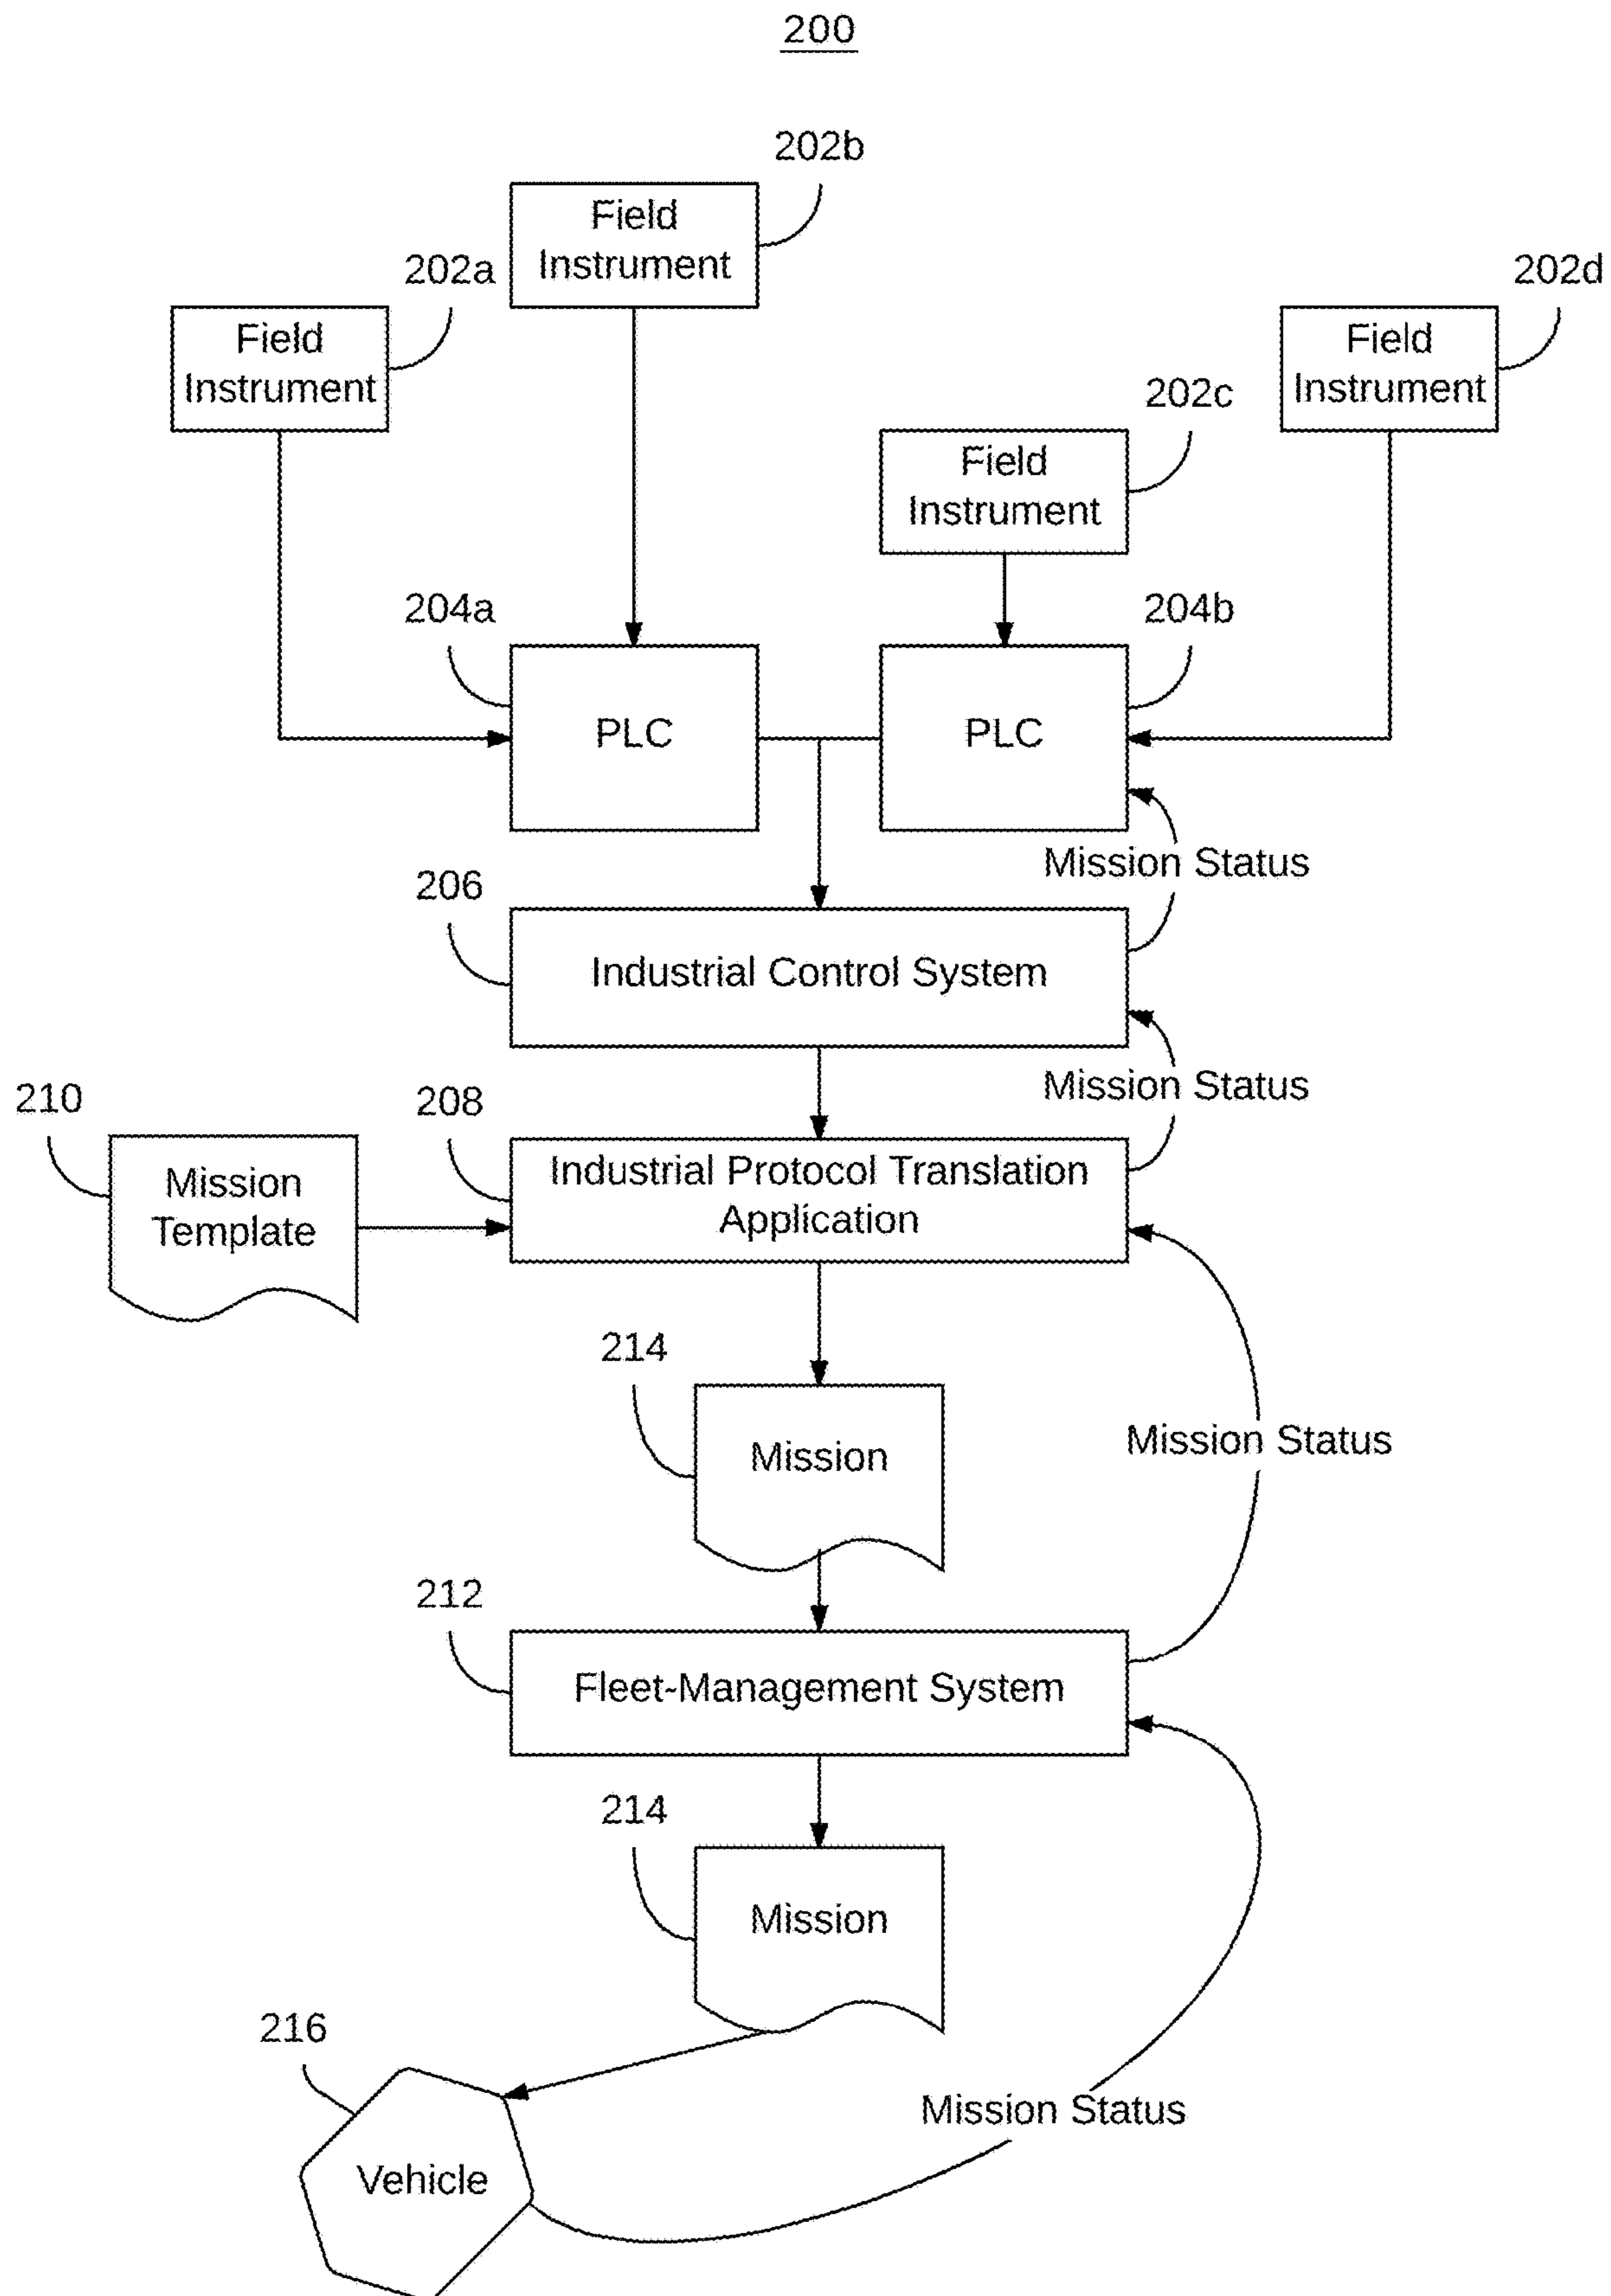 200
202b
Field
Instrument
202a
Field
Instrument
202d
Field
Instrument
202c
Field
Instrument
204a
PLC
204b
PLC
Mission Status
206
Industrial Control System
Mission Status
210
Mission
Template
208
Industrial Protocol Translation
Application
214
Mission
Mission Status
212
Fleet-Management System
214
Mission
216
Vehicle
Mission Status